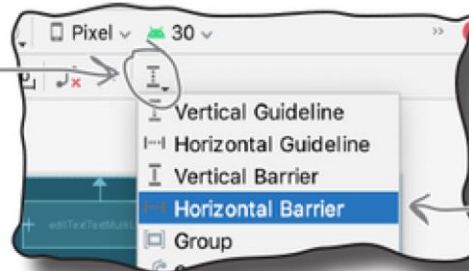 Pixel 30 »
Vertical Guideline
Horizontal Guideline
Vertical Barrier
Horizontal Barrier
Group